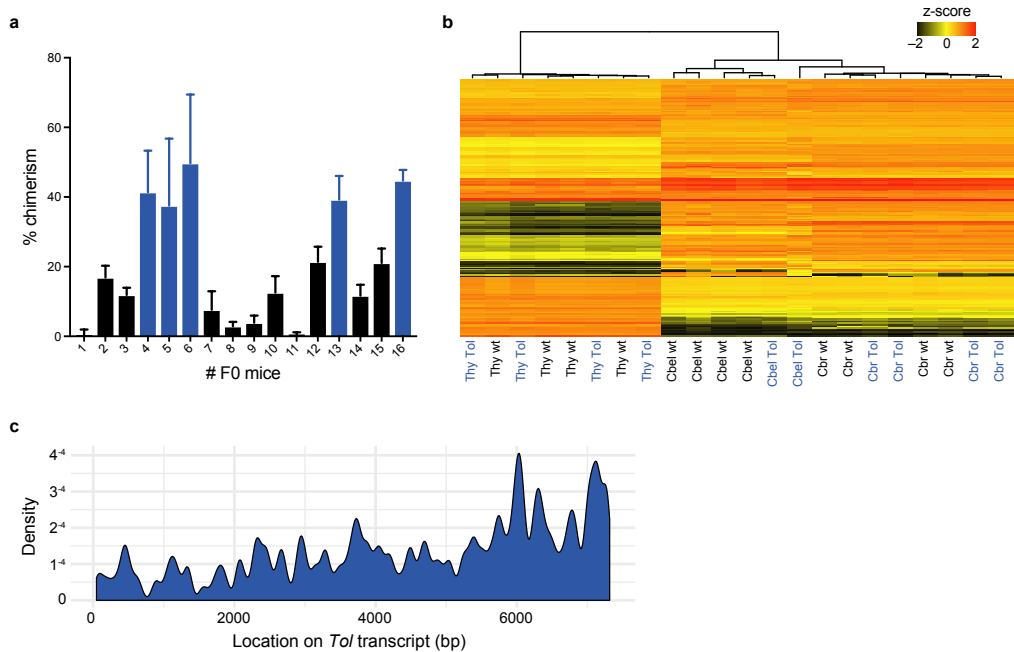 a
80
60
40
20
0
% chimerism
1 2 3 4 5 6 7 8 9 10 11 12 13 14 15 16
# F0 mice
b
z-score
−2 0 2
Thy Tol Thy wt Thy Tol Thy wt Thy wt Thy Tol Thy wt Thy Tol Cbel wt Cbel wt Cbel wt Cbel wt Cbel Tol Cbel Tol Cbr wt Cbr wt Cbr Tol Cbr Tol Cbr wt Cbr wt Cbr Tol Cbr Tol
c
4-4
3-4
2-4
1-4
0
Density
0 2000 4000 6000
Location on Tol transcript (bp)